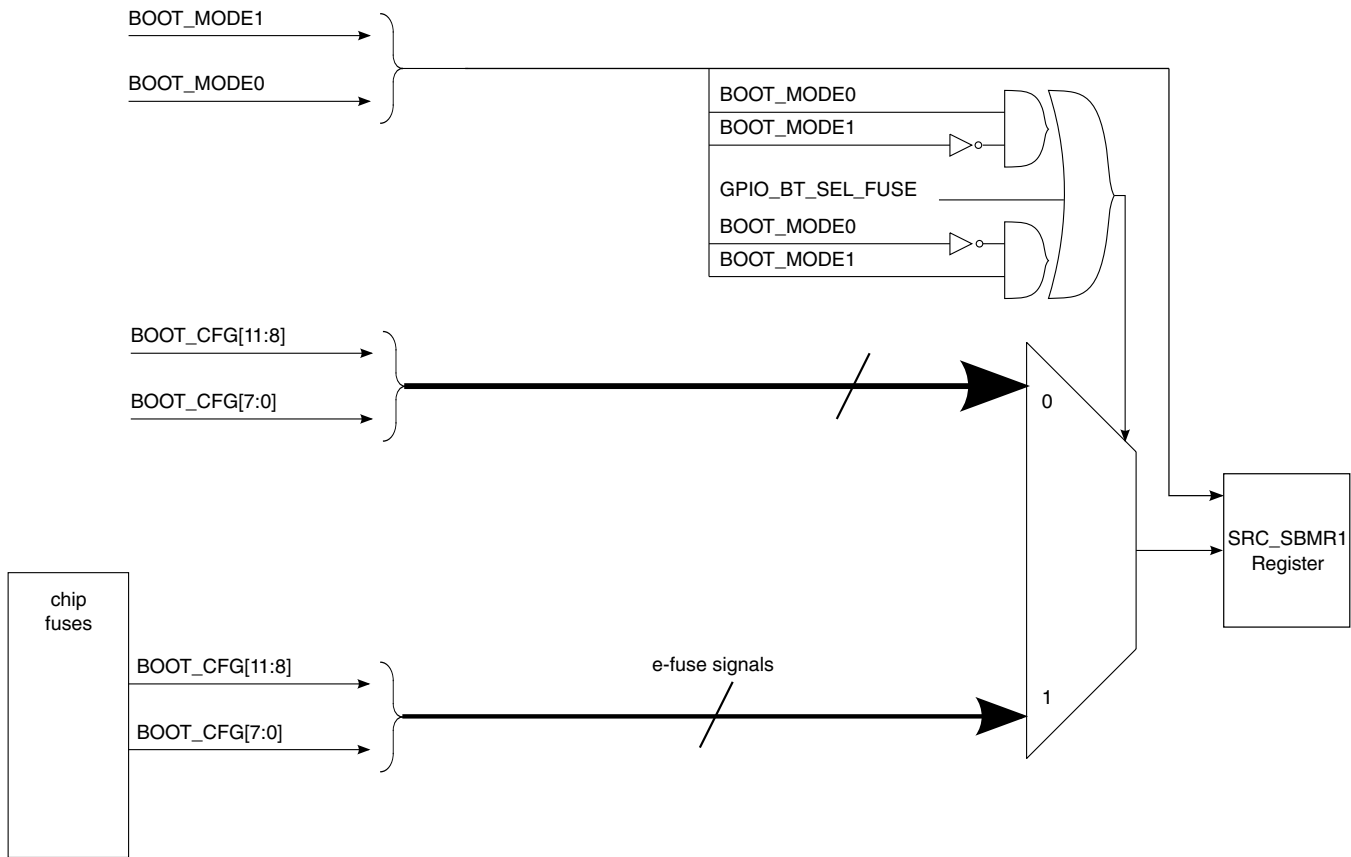 BOOT_MODE1
BOOT_MODE0
BOOT_MODE0
BOOT_MODE1
GPIO_BT_SEL_FUSE
BOOT_MODE0
BOOT_MODE1
BOOT_CFG[11:8]
BOOT_CFG[7:0]
0
SRC_SBMR1
Register
chip
fuses
BOOT_CFG[11:8]
BOOT_CFG[7:0]
e-fuse signals
1